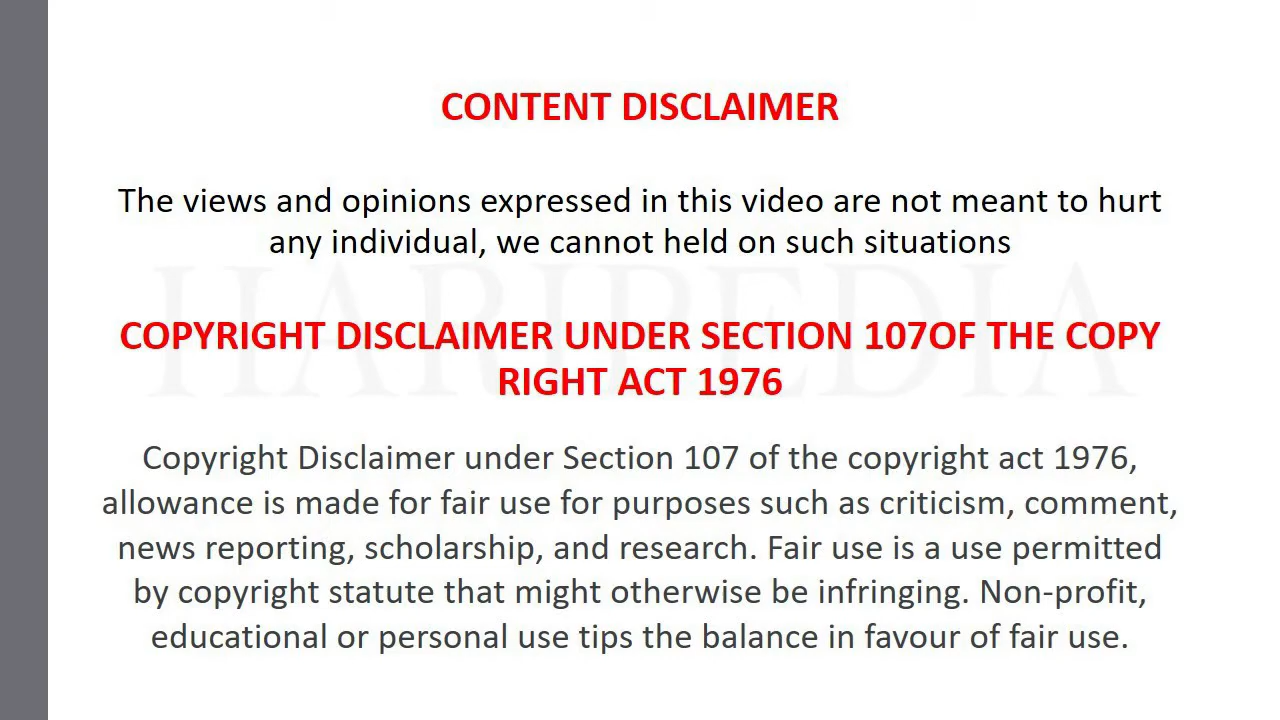 CONTENT DISCLAIMER
The views and opinions expressed in this video are not meant to hurt
any individual, we cannot held on such situations
HARIPEDIA
COPYRIGHT DISCLAIMER UNDER SECTION 107OF THE COPY
RIGHT ACT 1976
Copyright Disclaimer under Section 107 of the copyright act 1976,
allowance is made for fair use for purposes such as criticism, comment,
news reporting, scholarship, and research. Fair use is a use permitted
by copyright statute that might otherwise be infringing. Non-profit,
educational or personal use tips the balance in favour of fair use.